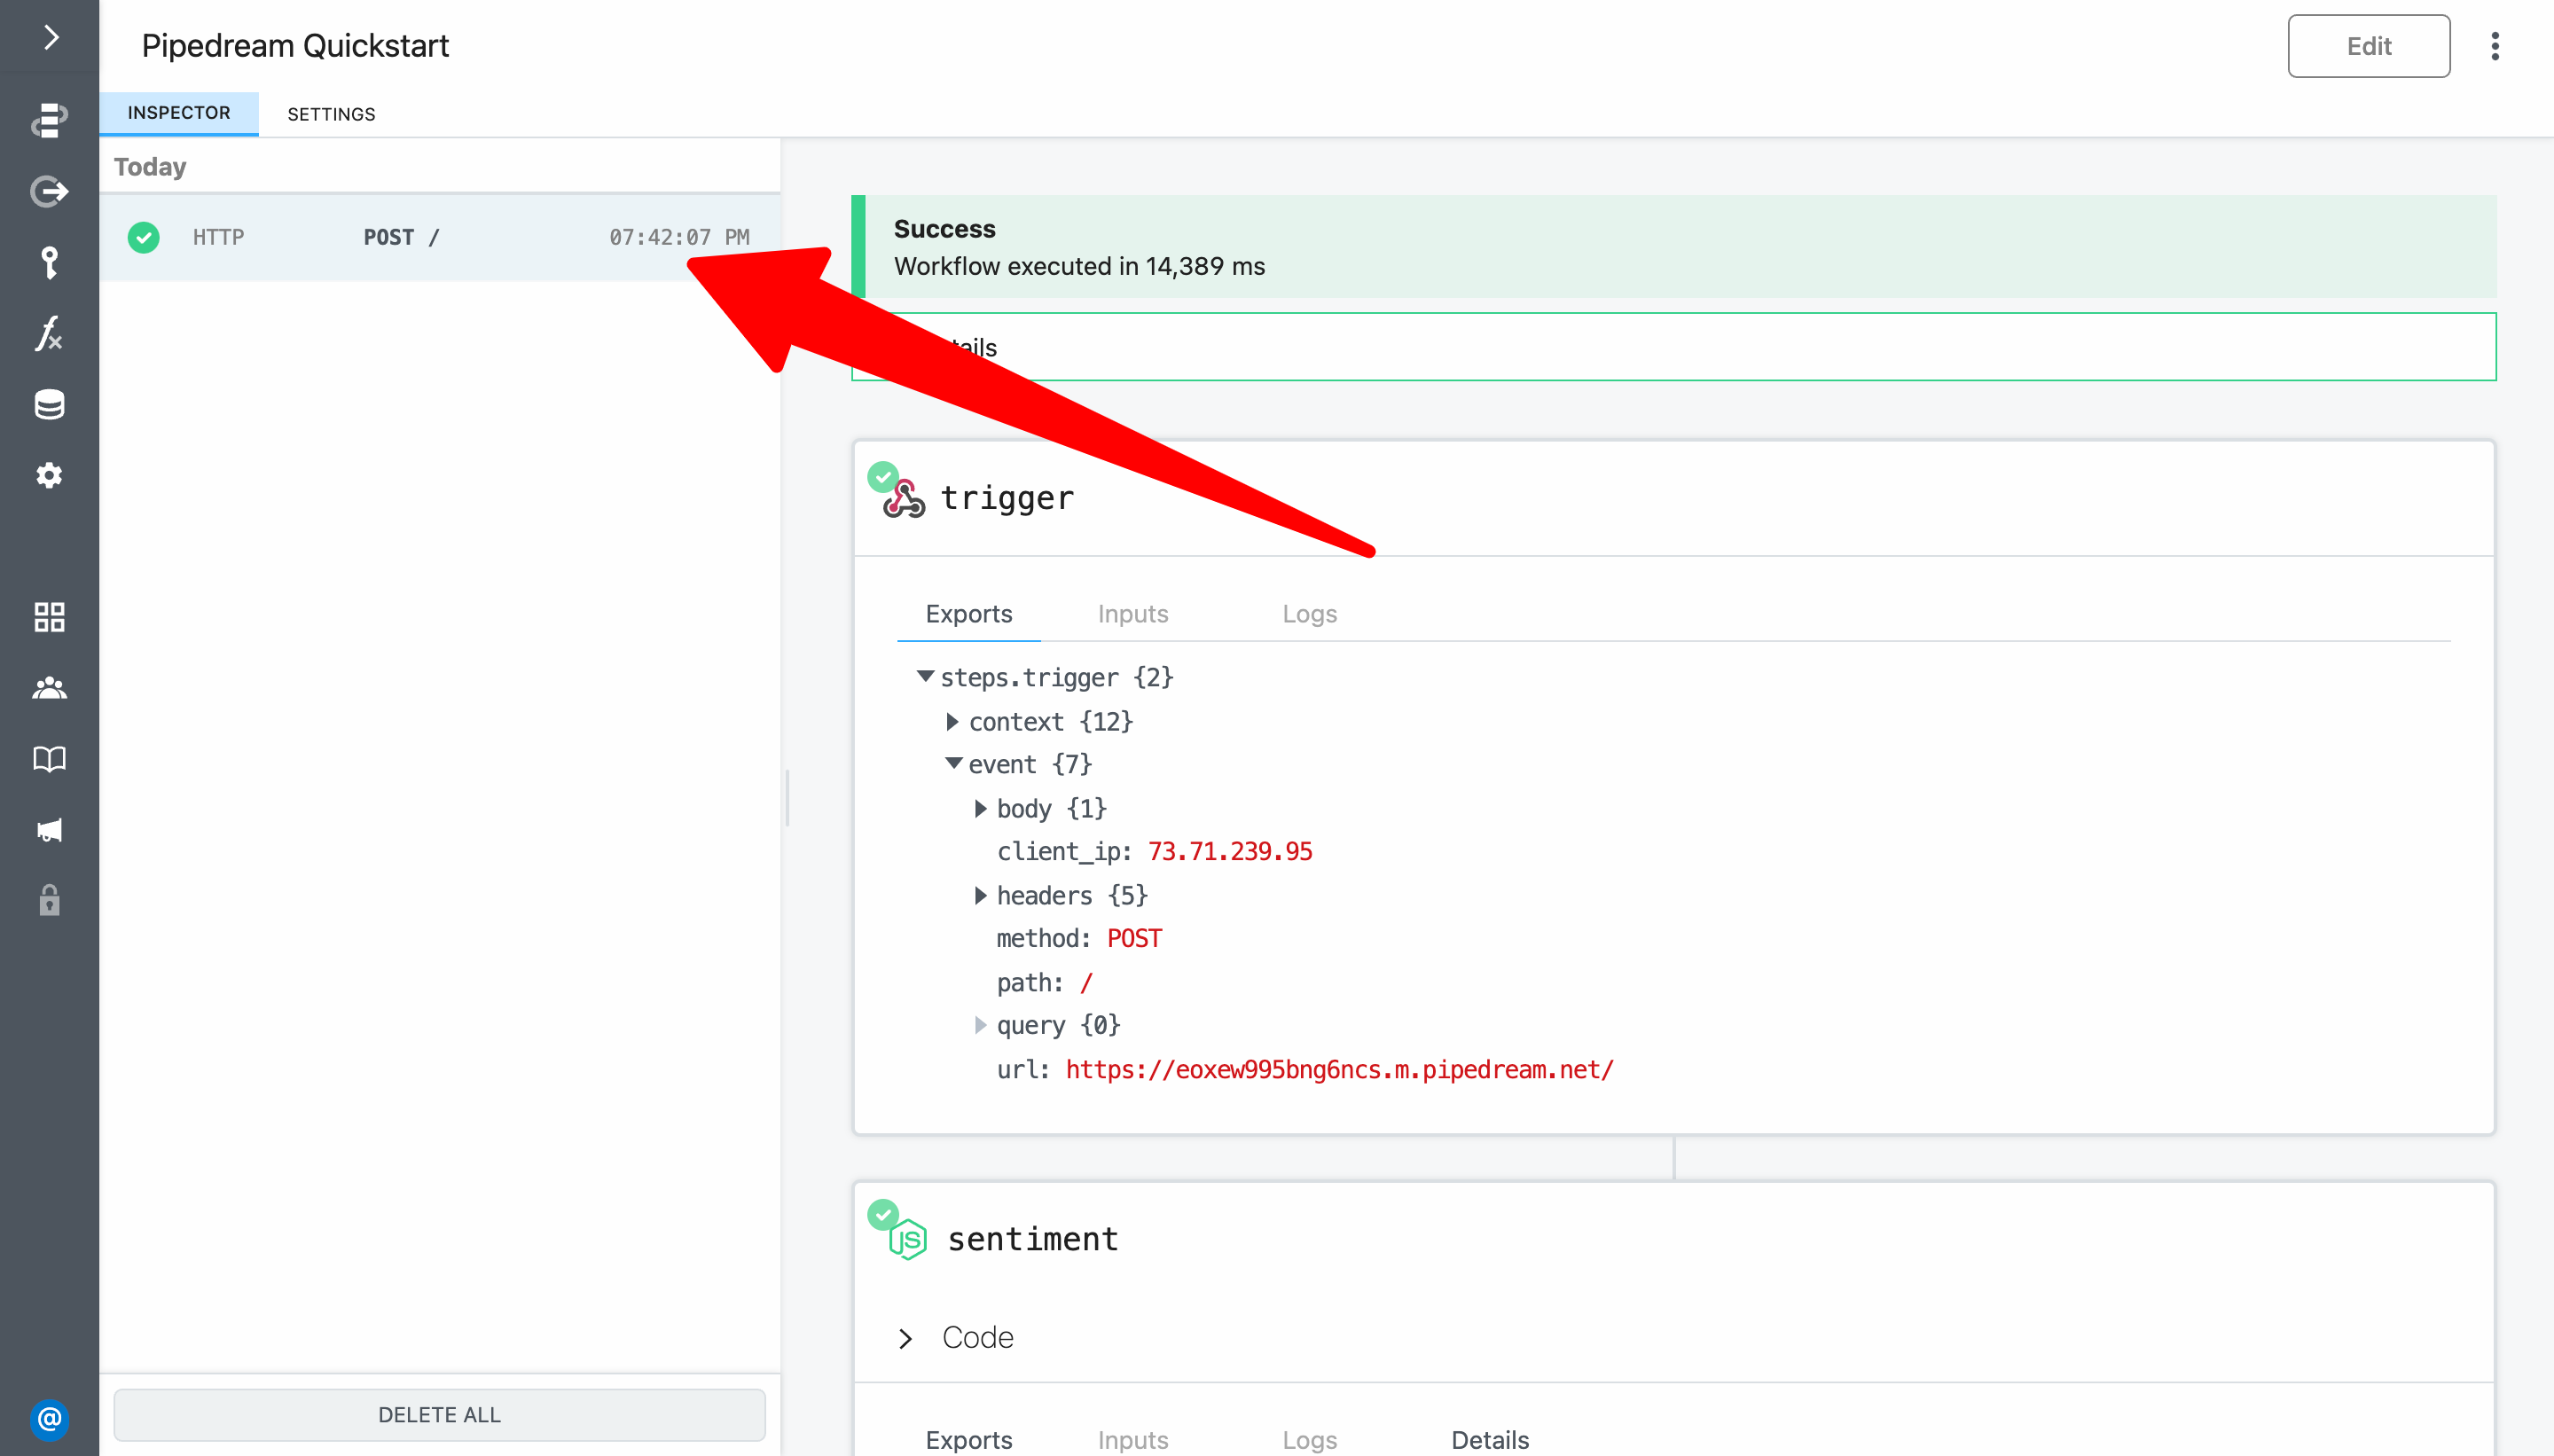 Pipedream Quickstart
Edit
INSPECTOR SETTINGS
Today
HTTP POST / 07:42:07 PM
Success
Workflow executed in 14,389 ms
trigger
Exports Inputs Logs
steps.trigger {2}
context {12}
event {7}
body {1}
client_ip: 73.71.239.95
headers {5}
method: POST
path: /
query {0}
url: https://eoxew995bng6ncs.m.pipedream.net/
JS sentiment
Code
Exports Inputs Logs Details
DELETE ALL
@